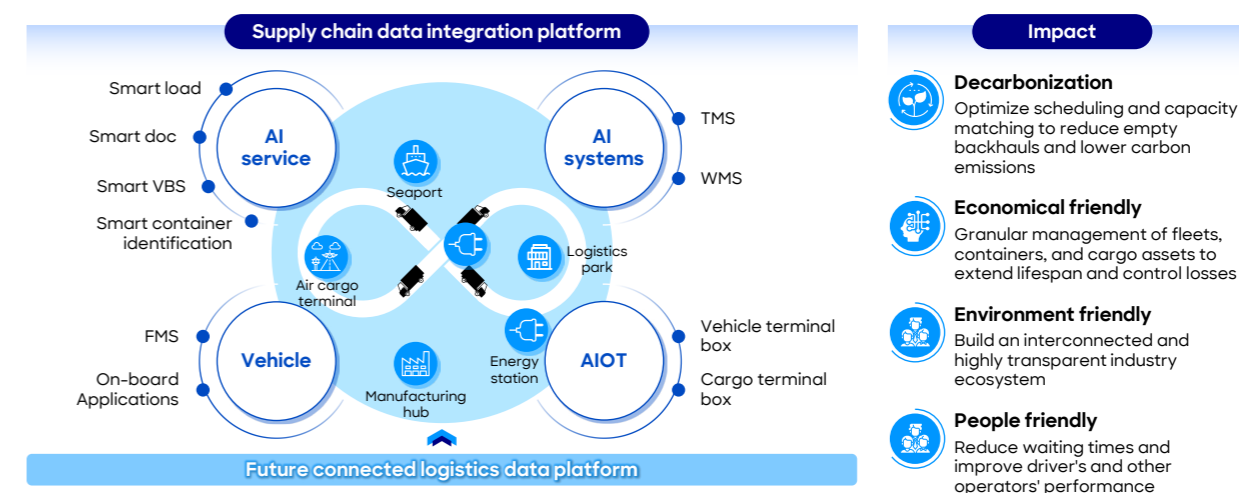 Supply chain data integration platform
Smart load
Smart doc
Smart VBS
Smart container
identification
AI
service
AI
systems
TMS
WMS
Seaport
Air cargo
terminal
Logistics
park
FMS
On-board
Applications
Vehicle
Manufacturing
hub
Energy
station
AIOT
Vehicle terminal
box
Cargo terminal
box
Future connected logistics data platform
Impact
Decarbonization
Optimize scheduling and capacity
matching to reduce empty
backhauls and lower carbon
emissions
Economical friendly
Granular management of fleets,
containers, and cargo assets to
extend lifespan and control losses
Environment friendly
Build an interconnected and
highly transparent industry
ecosystem
People friendly
Reduce waiting times and
improve driver's and other
operators' performance